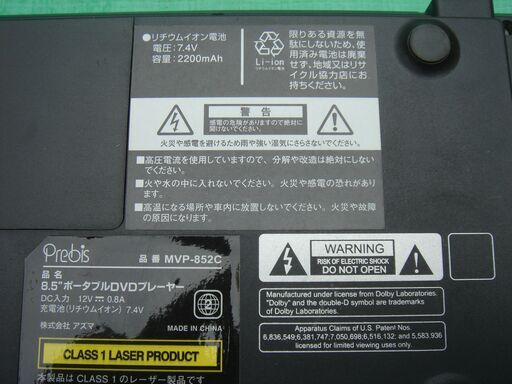 ●リチウムイオン電池
電圧：7.4V
容量：2200mAh
Li-ion
リチウムイオン電池
限りある資源を無
駄にしないため、使
用済み電池は廃棄
せず、地域又はリサ
イクル協力店にお
持ちください。
警告
感電の危険がありますので絶対に
開けないでください。
火災や感電を避けるため雨や強い湿気にさらさないでください。
■高圧電流を使用していますので、分解や改造は絶対にしない
でください。
■火や水の中に入れないでください。火災や感電の恐れがあり
ます。
■高温になる場所や車内に放置しないでください。火災や故障
の原因になります。
Prebis
品番 MVP-852C
品名
8.5"ポータブルDVDプレーヤー
DC入力 12V 0.8A
充電池(リチウムイオン) 7.4V
株式会社 アズマ
MADE IN CHINA
CLASS 1 LASER PRODUCT
本製品は CLASS 1 のレーザー製品です
WARNING
RISK OF ELECTRIC SHOCK
DO NOT OPEN
Manufactured under license from Dolby Laboratories.
"Dolby" and the double-D symbol are trademarks
of Dolby Laboratories.
Apparatus Claims of U.S. Patent Nos.
6,836,549;6,381,747;7,050,698;6,516,132; and 5,583,936
licensed for limited viewing